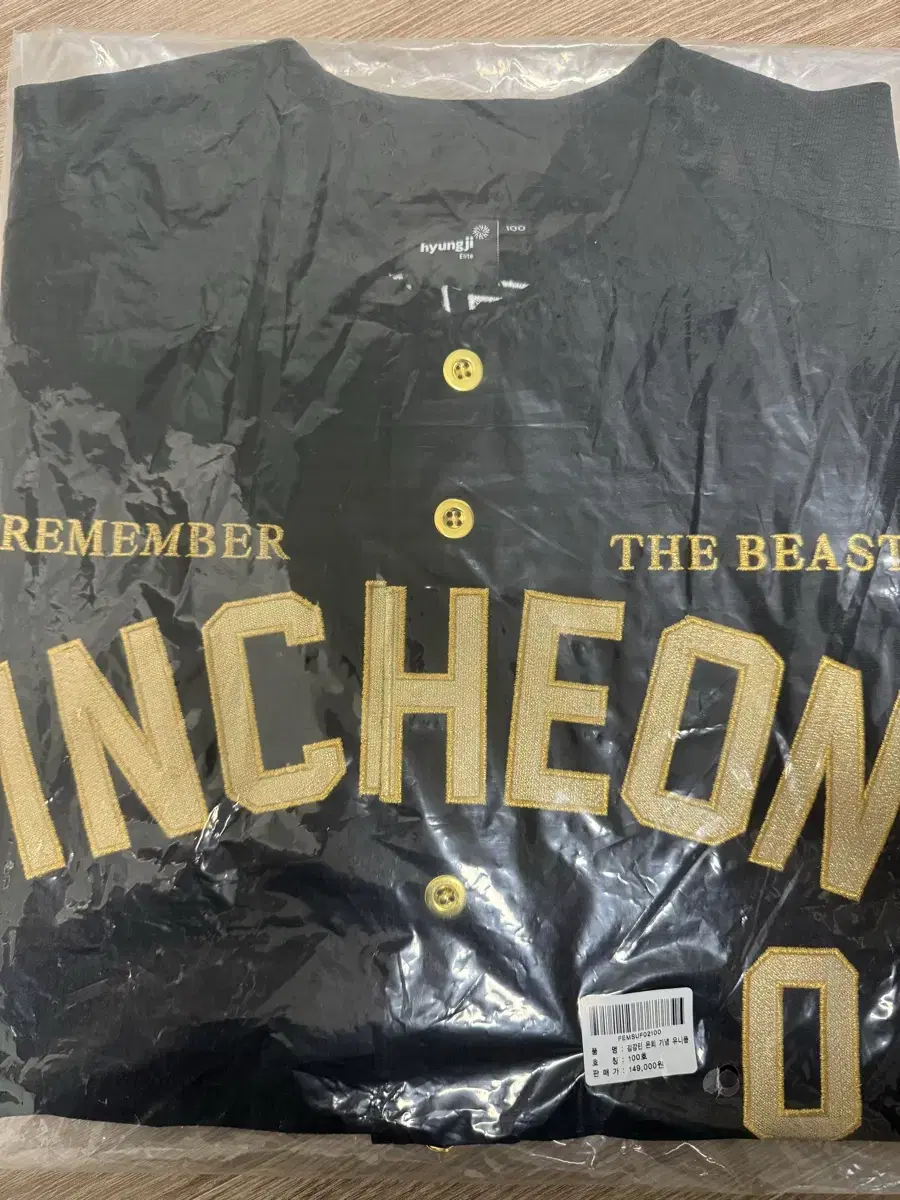 hyungji
Elite
100
REMEMBER
THE BEAST
INCHEON
0
FEMSUF02100
품 명 : 김강민 은퇴 기념 유니폼
호 칭 : 100호
판 매 가 : 149,000원